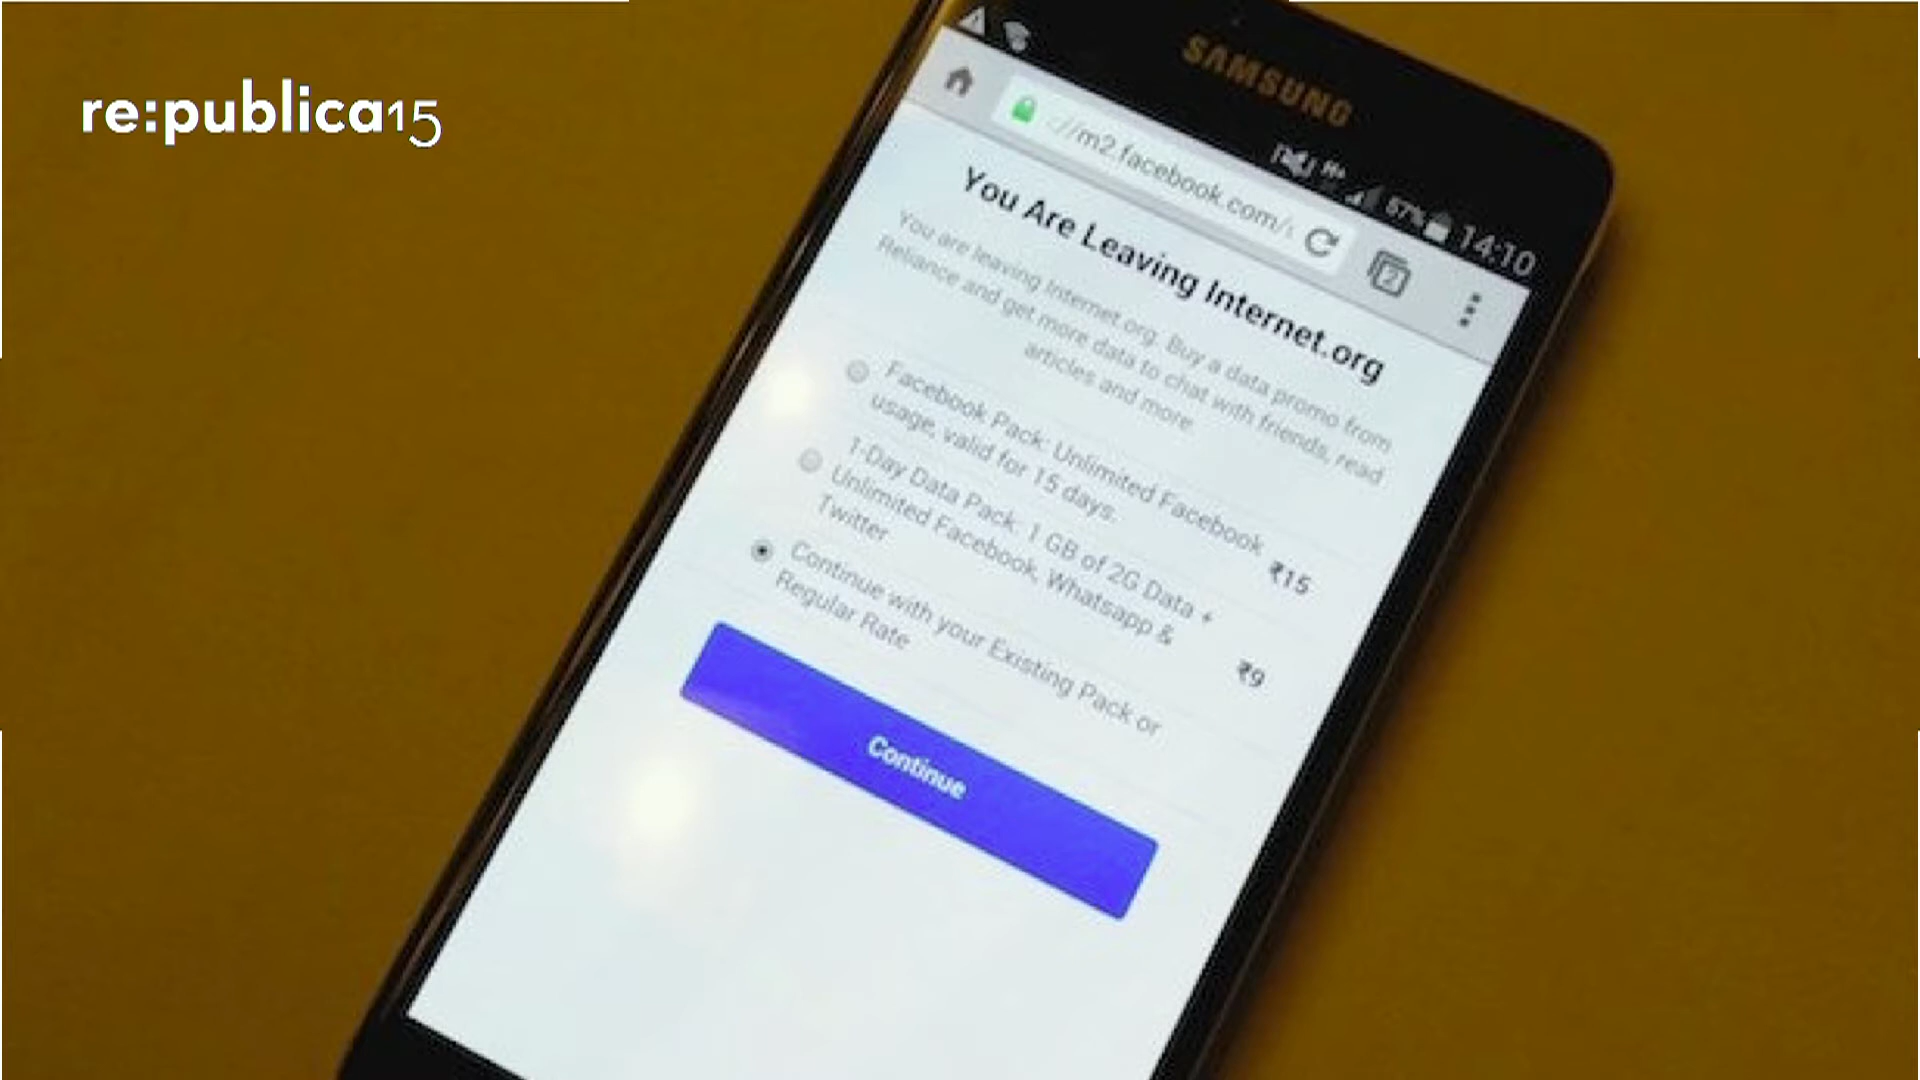 re:publica15
SAMSUNG
57% 14:10
://m2.facebook.com/
2
You Are Leaving Internet.org
You are leaving Internet.org. Buy a data promo from
Reliance and get more data to chat with friends, read
articles and more.
Facebook Pack: Unlimited Facebook
usage, valid for 15 days.
₹15
1-Day Data Pack: 1 GB of 2G Data +
Unlimited Facebook, Whatsapp &
Twitter
₹9
Continue with your Existing Pack or
Regular Rate
Continue